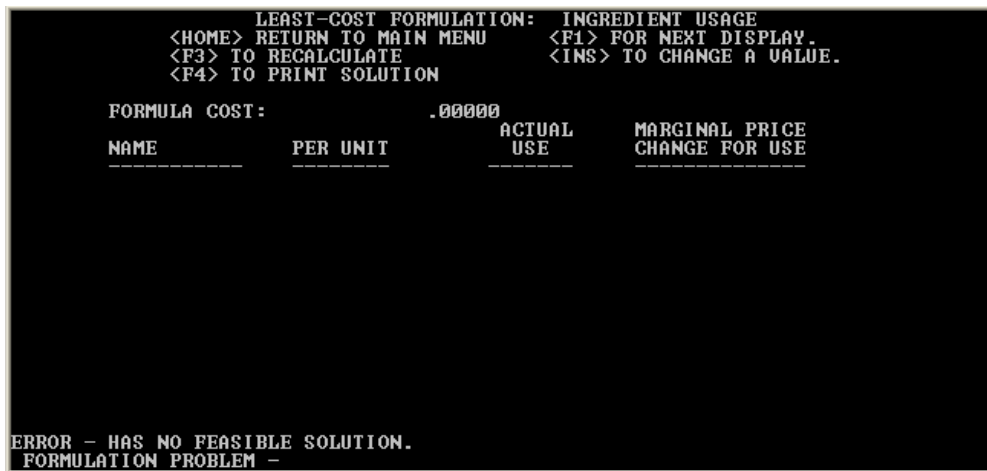 LEAST-COST FORMULATION: INGREDIENT USAGE
<HOME> RETURN TO MAIN MENU <F1> FOR NEXT DISPLAY.
<F3> TO RECALCULATE <INS> TO CHANGE A VALUE.
<F4> TO PRINT SOLUTION
FORMULA COST: .00000
ACTUAL MARGINAL PRICE
NAME PER UNIT USE CHANGE FOR USE
ERROR - HAS NO FEASIBLE SOLUTION.
FORMULATION PROBLEM -